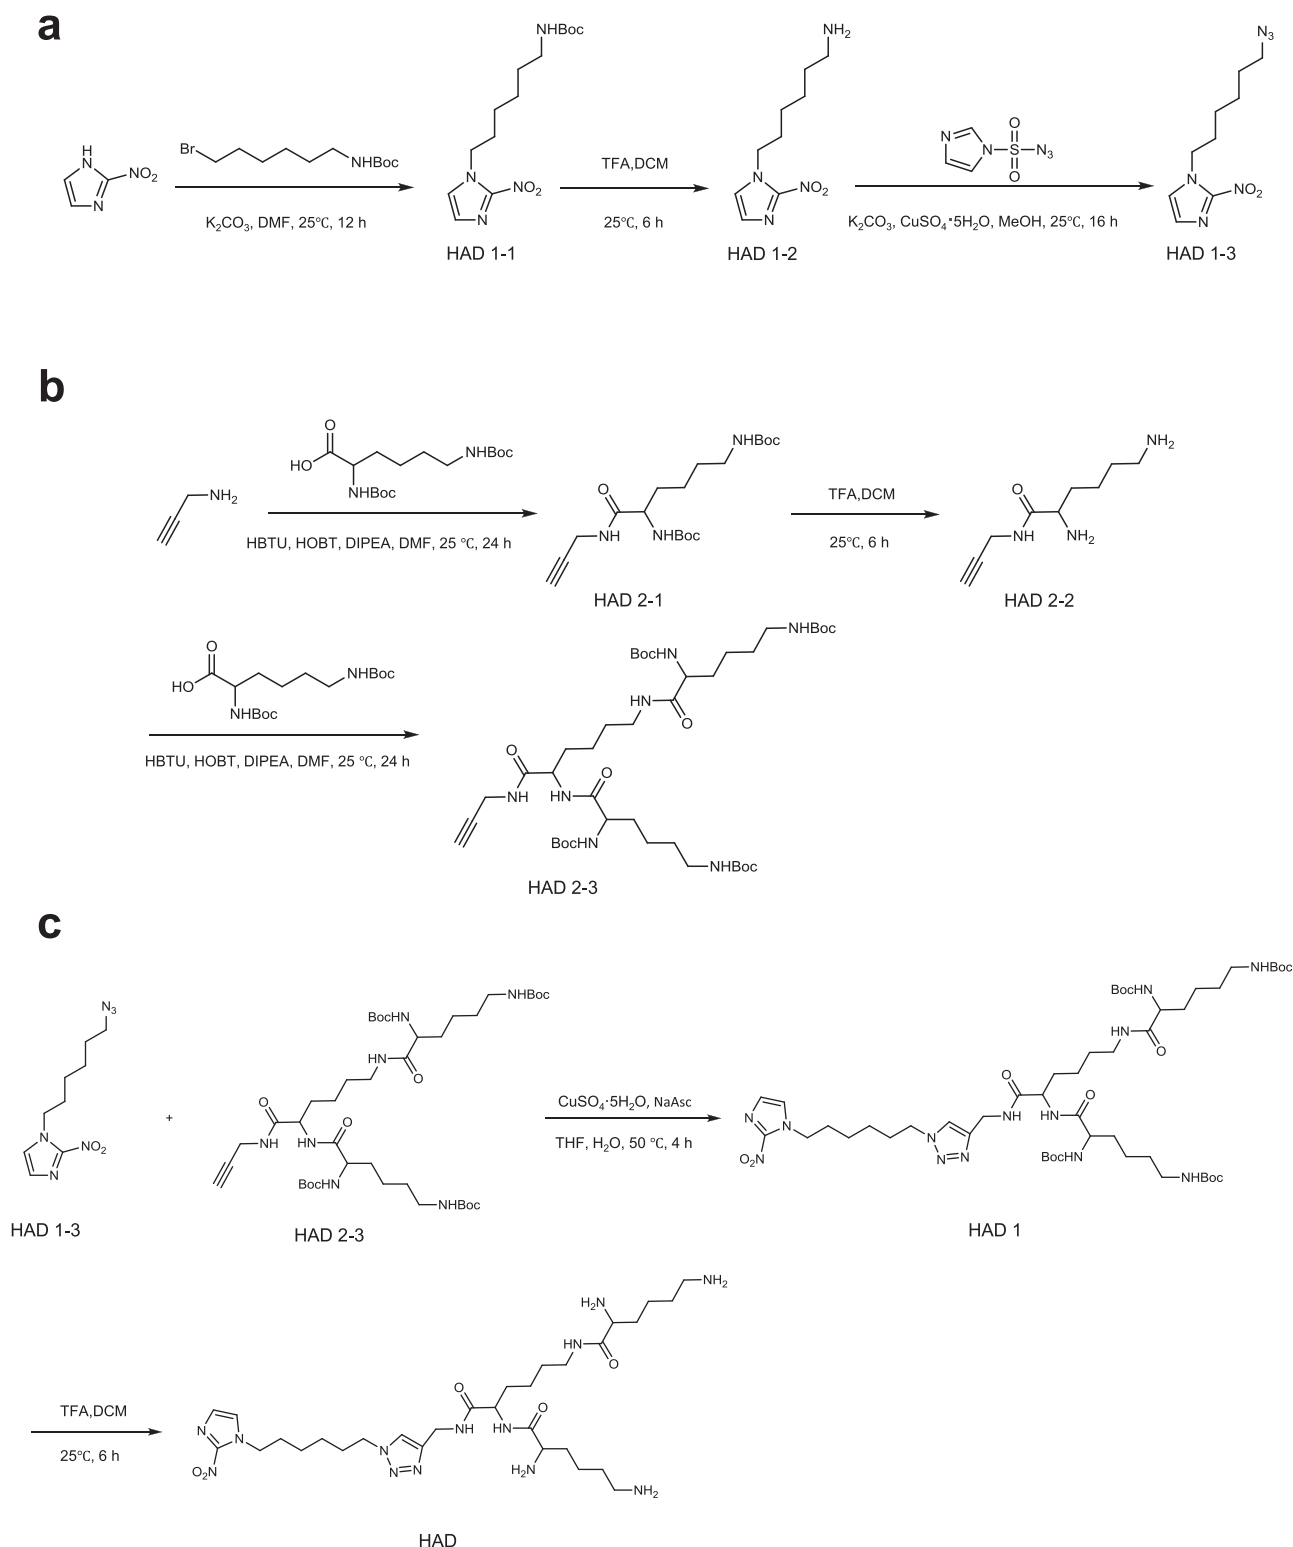 a
Br
NHBoc
K₂CO₃, DMF, 25℃, 12 h
H
N
NO₂
N
NHBoc
N
NO₂
N
HAD 1-1
TFA,DCM
25℃, 6 h
NH₂
N
NO₂
N
HAD 1-2
N
N
O
S
O
N₃
K₂CO₃, CuSO₄·5H₂O, MeOH, 25℃, 16 h
N₃
N
NO₂
N
HAD 1-3
b
NH₂
O
HO
NHBoc
NHBoc
HBTU, HOBT, DIPEA, DMF, 25 ℃, 24 h
NHBoc
O
NH
NHBoc
HAD 2-1
TFA,DCM
25℃, 6 h
NH₂
O
NH
NH₂
HAD 2-2
O
HO
NHBoc
NHBoc
HBTU, HOBT, DIPEA, DMF, 25 ℃, 24 h
NHBoc
BocHN
HN
O
O
NH
HN
O
BocHN
NHBoc
HAD 2-3
c
N₃
N
NO₂
N
HAD 1-3
+
NHBoc
BocHN
HN
O
O
NH
HN
O
BocHN
NHBoc
HAD 2-3
CuSO₄·5H₂O, NaAsc
THF, H₂O, 50 ℃, 4 h
NHBoc
BocHN
HN
O
O
NH
HN
O
BocHN
NHBoc
N
N
O₂N
N
N
N
HAD 1
TFA,DCM
25℃, 6 h
NH₂
H₂N
HN
O
O
NH
HN
O
H₂N
NH₂
N
N
O₂N
N
N
N
HAD